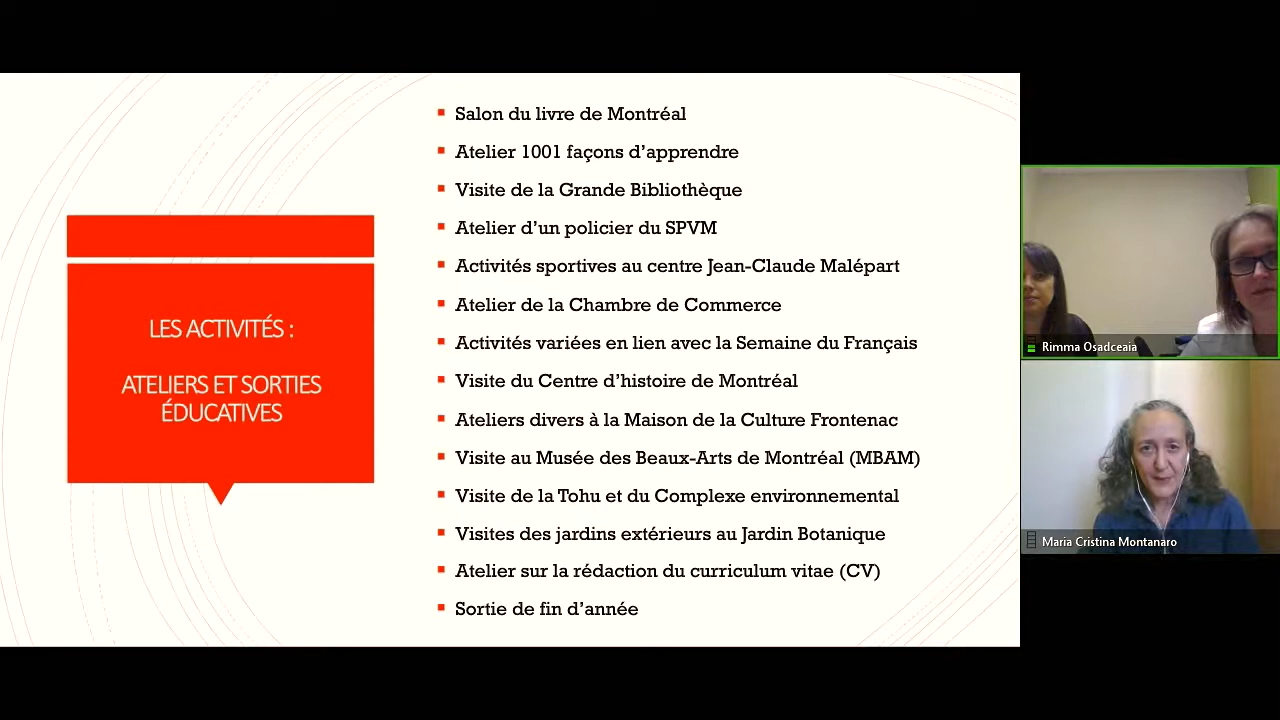 LES ACTIVITÉS :
ATELIERS ET SORTIES
ÉDUCATIVES
Salon du livre de Montréal
Atelier 1001 façons d’apprendre
Visite de la Grande Bibliothèque
Atelier d’un policier du SPVM
Activités sportives au centre Jean-Claude Malépart
Atelier de la Chambre de Commerce
Activités variées en lien avec la Semaine du Français
Visite du Centre d’histoire de Montréal
Ateliers divers à la Maison de la Culture Frontenac
Visite au Musée des Beaux-Arts de Montréal (MBAM)
Visite de la Tohu et du Complexe environnemental
Visites des jardins extérieurs au Jardin Botanique
Atelier sur la rédaction du curriculum vitae (CV)
Sortie de fin d’année
Rimma Osadceaia
Maria Cristina Montanaro